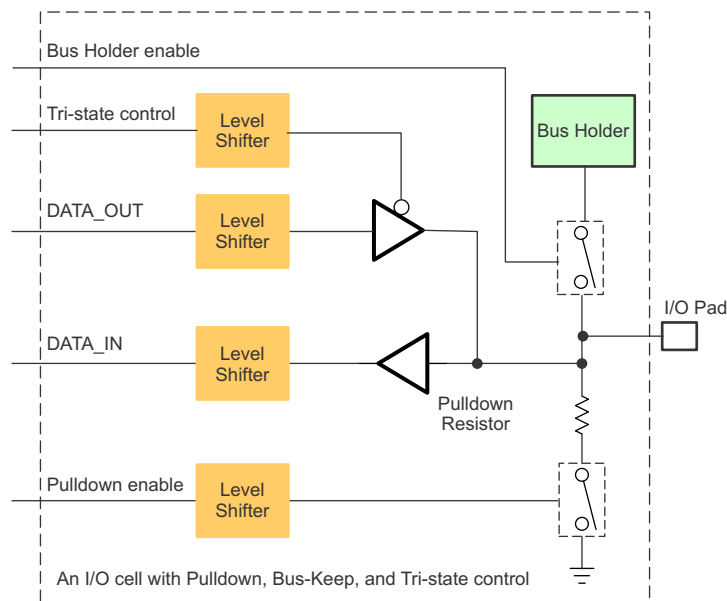 Bus Holder enable
Tri-state control
Level
Shifter
Bus Holder
DATA_OUT
Level
Shifter
I/O Pad
DATA_IN
Level
Shifter
Pulldown
Resistor
Pulldown enable
Level
Shifter
An I/O cell with Pulldown, Bus-Keep, and Tri-state control